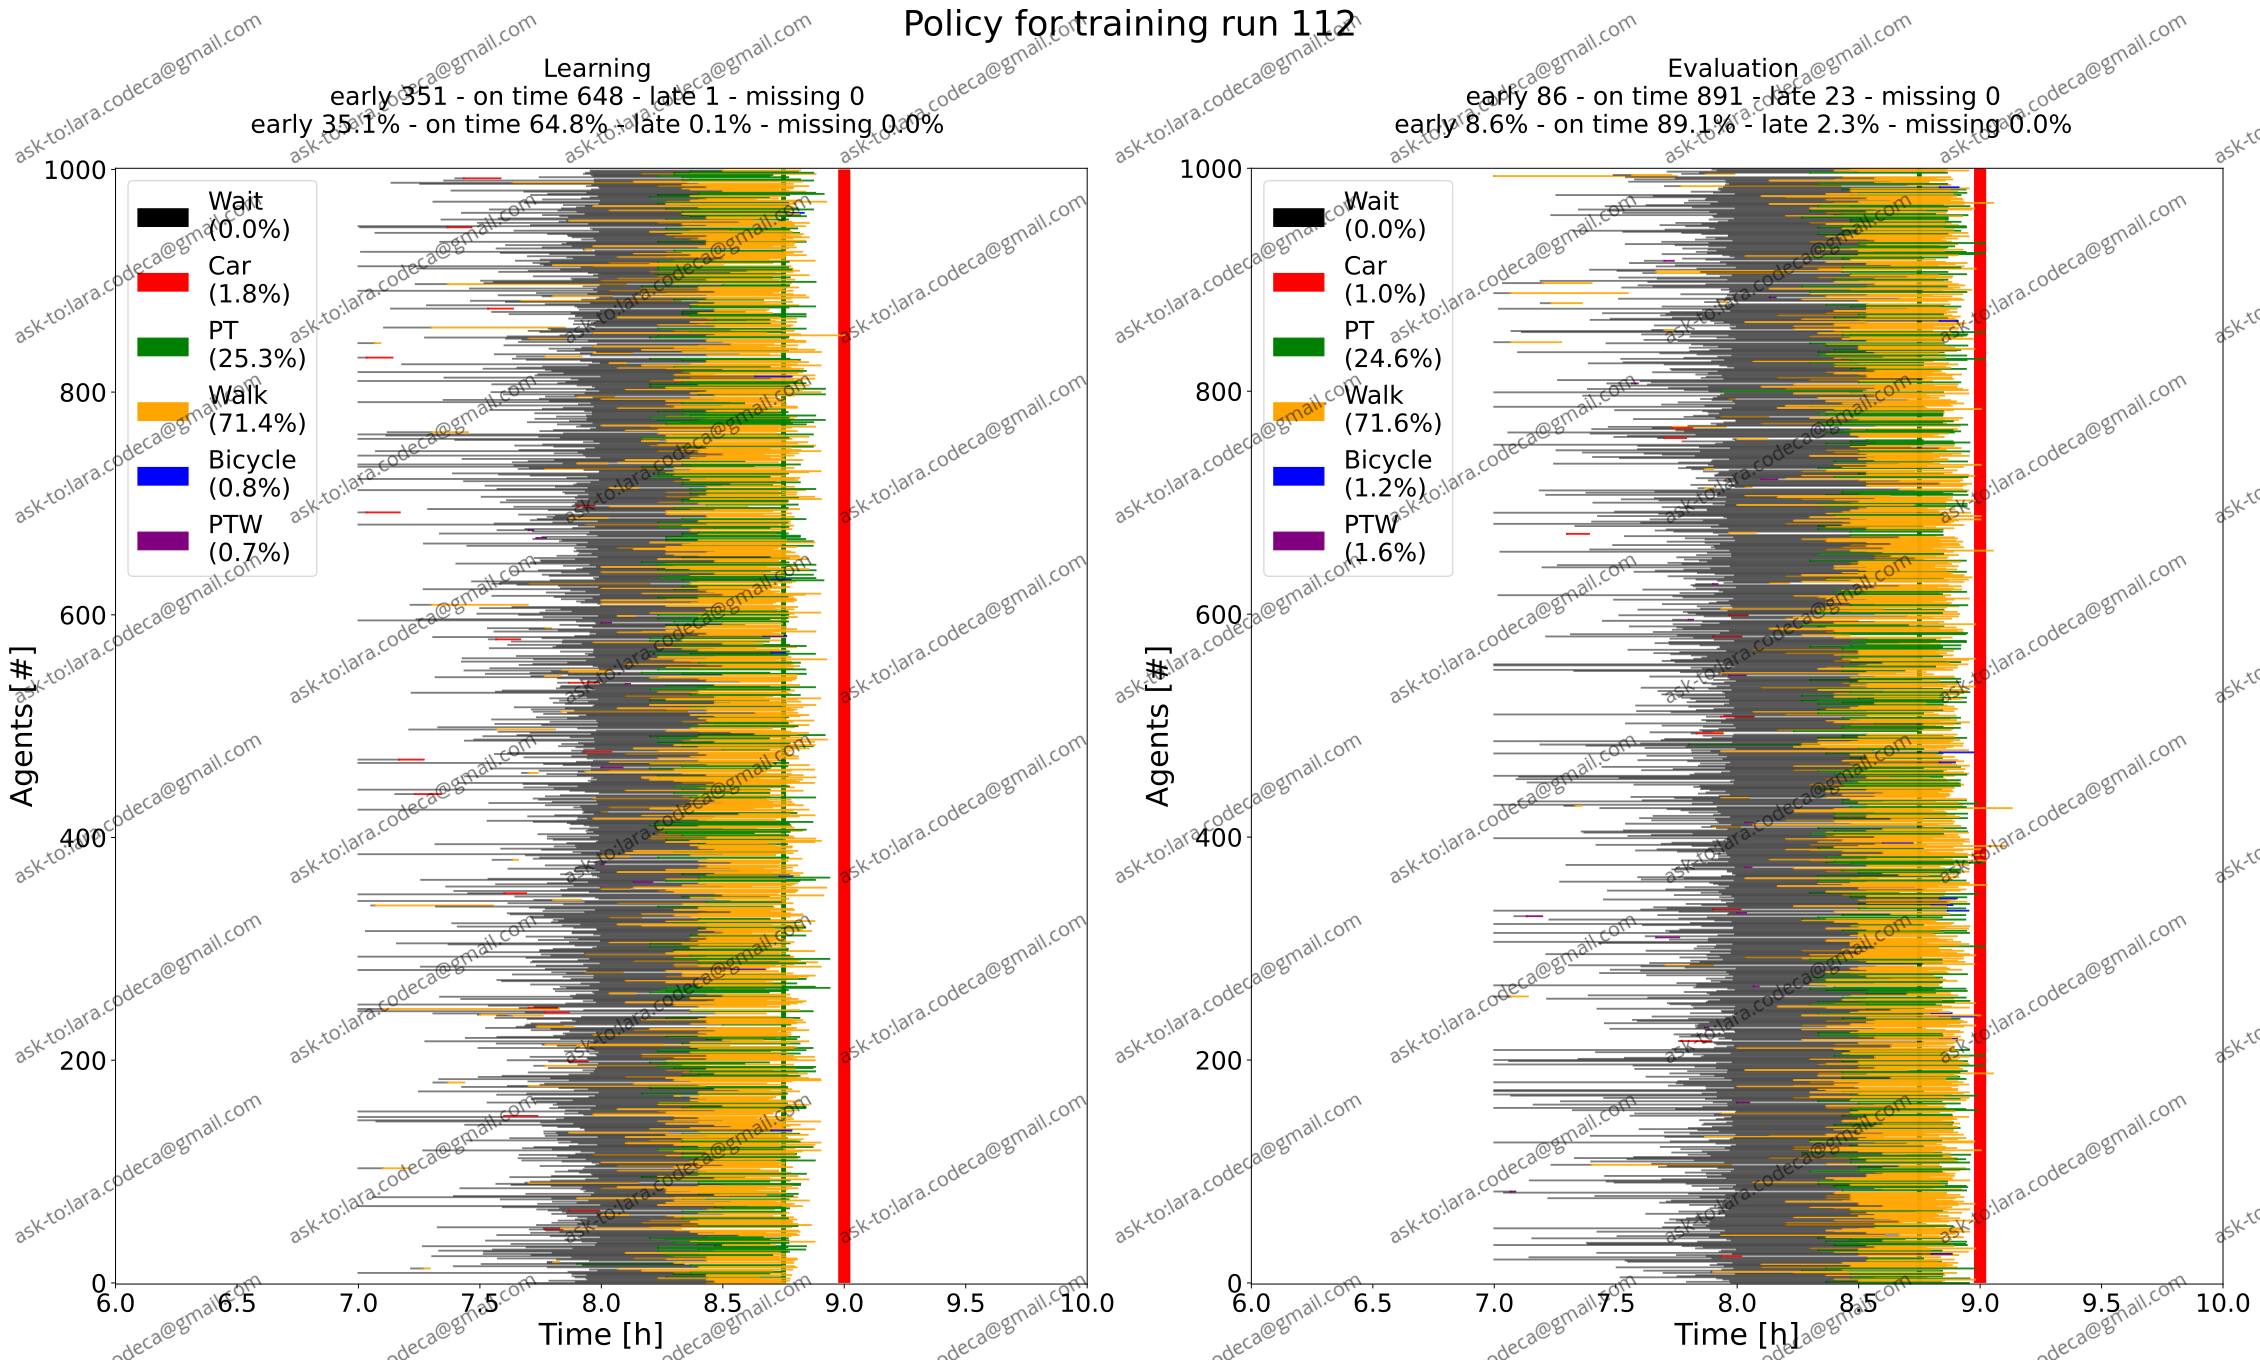 Policy for training run 112
Learning
early 351 - on time 648 - late 1 - missing 0
early 35.1% - on time 64.8% - late 0.1% - missing 0.0%
Agents [#]
1000
800
600
400
200
0
Wait
(0.0%)
Car
(1.8%)
PT
(25.3%)
Walk
(71.4%)
Bicycle
(0.8%)
PTW
(0.7%)
6.0 6.5 7.0 7.5 8.0 8.5 9.0 9.5 10.0
Time [h]
Evaluation
early 86 - on time 891 - late 23 - missing 0
early 8.6% - on time 89.1% - late 2.3% - missing 0.0%
Agents [#]
1000
800
600
400
200
0
Wait
(0.0%)
Car
(1.0%)
PT
(24.6%)
Walk
(71.6%)
Bicycle
(1.2%)
PTW
(1.6%)
6.0 6.5 7.0 7.5 8.0 8.5 9.0 9.5 10.0
Time [h]
ask-to:lara.codeca@gmail.com